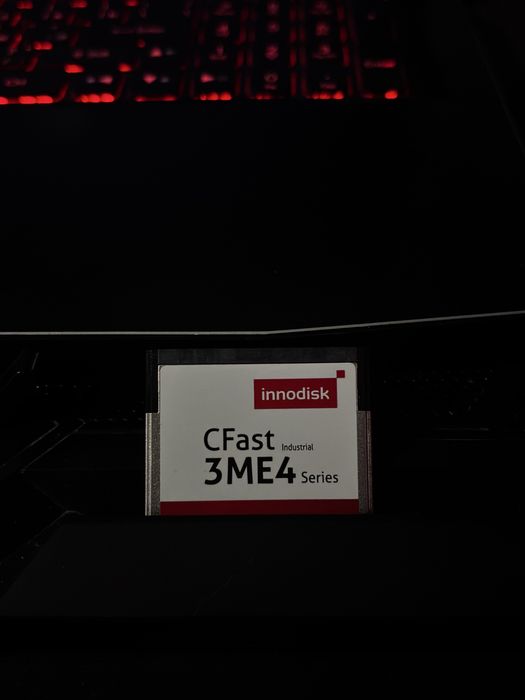 innodisk
CFast Industrial
3ME4 Series